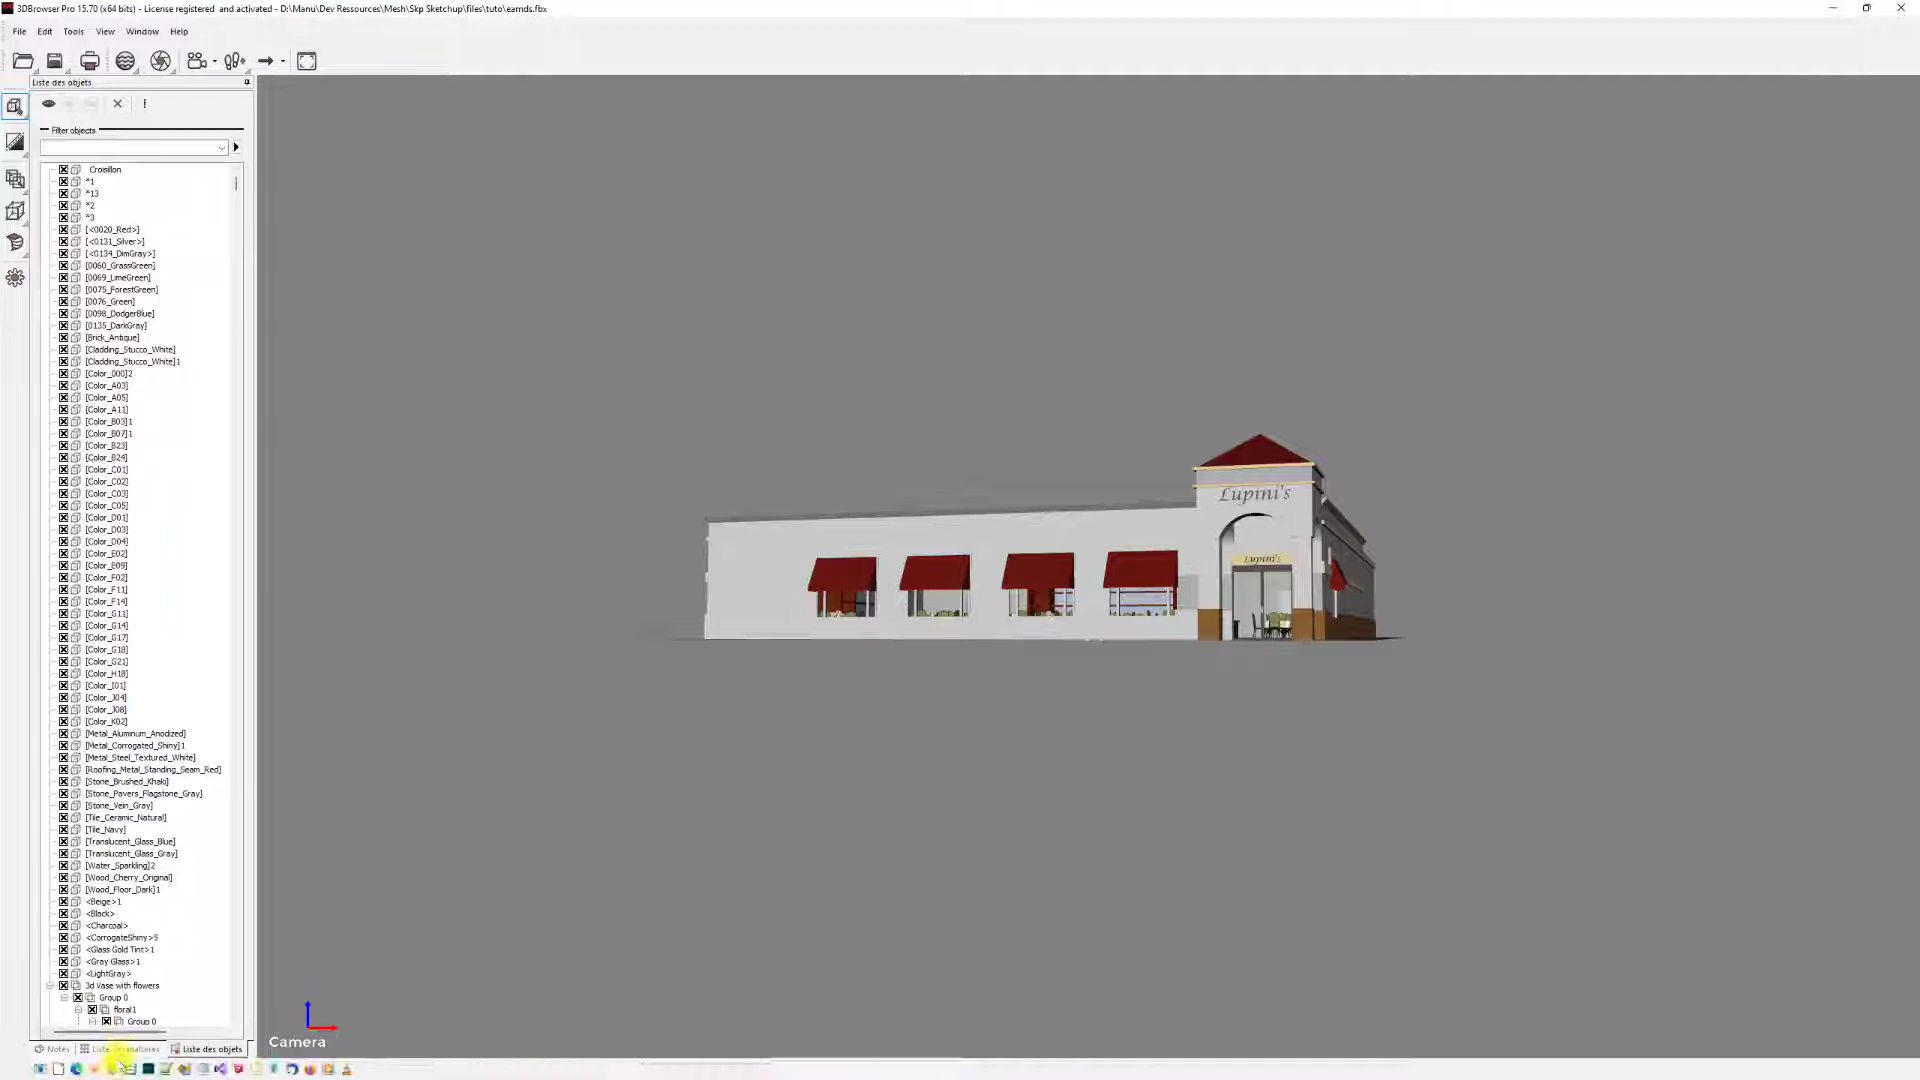 3DBrowser Pro 15.70 (x64 bits) - License registered  and activated - D:\Manu\Dev Ressources\Mesh\Skp Sketchup\files\tuto\eamds.fbx
File Edit Tools View Window Help
Liste des objets
Filter objects
Croisillon
*1
*13
*2
*3
[<0020_Red>]
[<0131_Silver>]
[<0134_DimGray>]
[0060_GrassGreen]
[0069_LimeGreen]
[0075_ForestGreen]
[0076_Green]
[0098_DodgerBlue]
[0135_DarkGray]
[Brick_Antique]
[Cladding_Stucco_White]
[Cladding_Stucco_White]1
[Color_000]2
[Color_A03]
[Color_A05]
[Color_A11]
[Color_B03]1
[Color_B07]1
[Color_B23]
[Color_B24]
[Color_C01]
[Color_C02]
[Color_C03]
[Color_C05]
[Color_D01]
[Color_D03]
[Color_D04]
[Color_E02]
[Color_E09]
[Color_F02]
[Color_F11]
[Color_F14]
[Color_G11]
[Color_G14]
[Color_G17]
[Color_G18]
[Color_G21]
[Color_H18]
[Color_I01]
[Color_J04]
[Color_J08]
[Color_K02]
[Metal_Aluminum_Anodized]
[Metal_Corrogated_Shiny]1
[Metal_Steel_Textured_White]
[Roofing_Metal_Standing_Seam_Red]
[Stone_Brushed_Khaki]
[Stone_Pavers_Flagstone_Gray]
[Stone_Vein_Gray]
[Tile_Ceramic_Natural]
[Tile_Navy]
[Translucent_Glass_Blue]
[Translucent_Glass_Gray]
[Water_Sparkling]2
[Wood_Cherry_Original]
[Wood_Floor_Dark]1
<Beige>1
<Black>
<Charcoal>
<CorrogateShiny>5
<Glass Gold Tint>1
<Gray Glass>1
<LightGray>
3d Vase with flowers
Group 0
floral1
Group 0
Notes Liste des matières Liste des objets
Lupini's
Lupini's
Camera